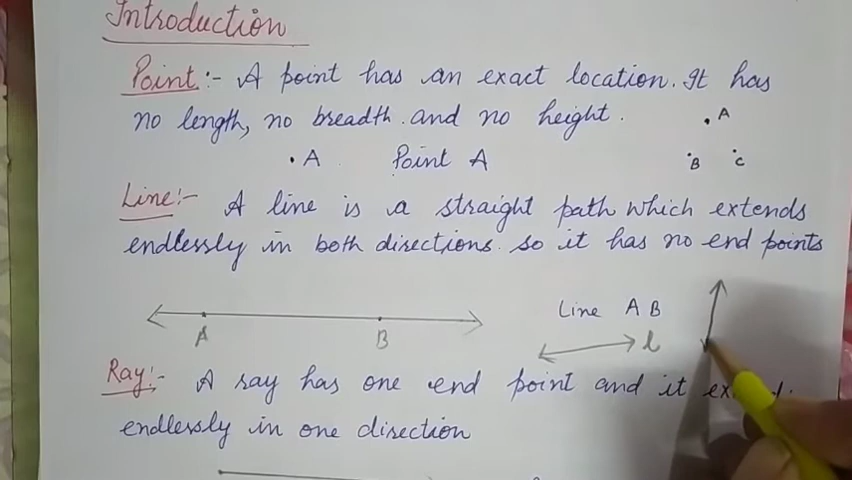 Introduction
Point:- A point has an exact location. It has
no length, no breadth and no height.
.A
.A Point A
B C
Line:- A line is a straight path which extends
endlessly in both directions. so it has no end points
Line AB
A B
l
Ray:- A ray has one end point and it
endlessly in one direction